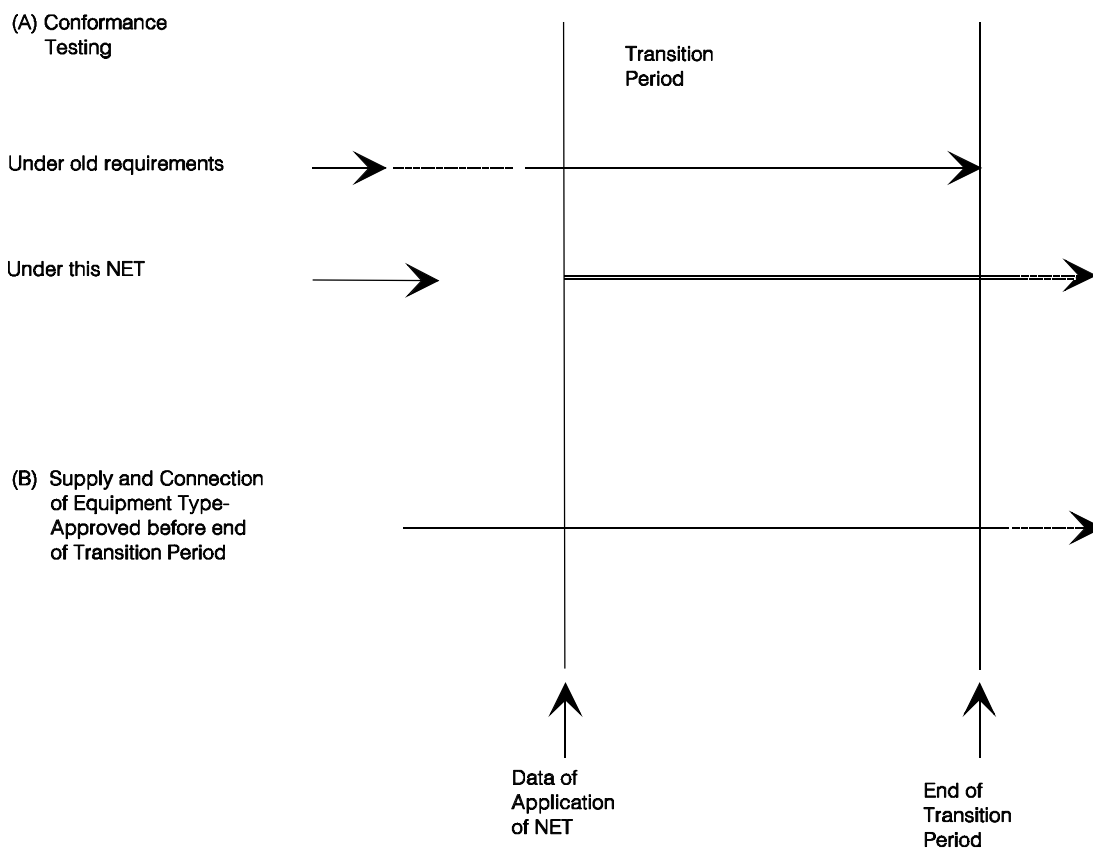 (A) Conformance
Testing
Transition
Period
Under old requirements
Under this NET
(B) Supply and Connection
of Equipment Type-
Approved before end
of Transition Period
Data of
Application
of NET
End of
Transition
Period